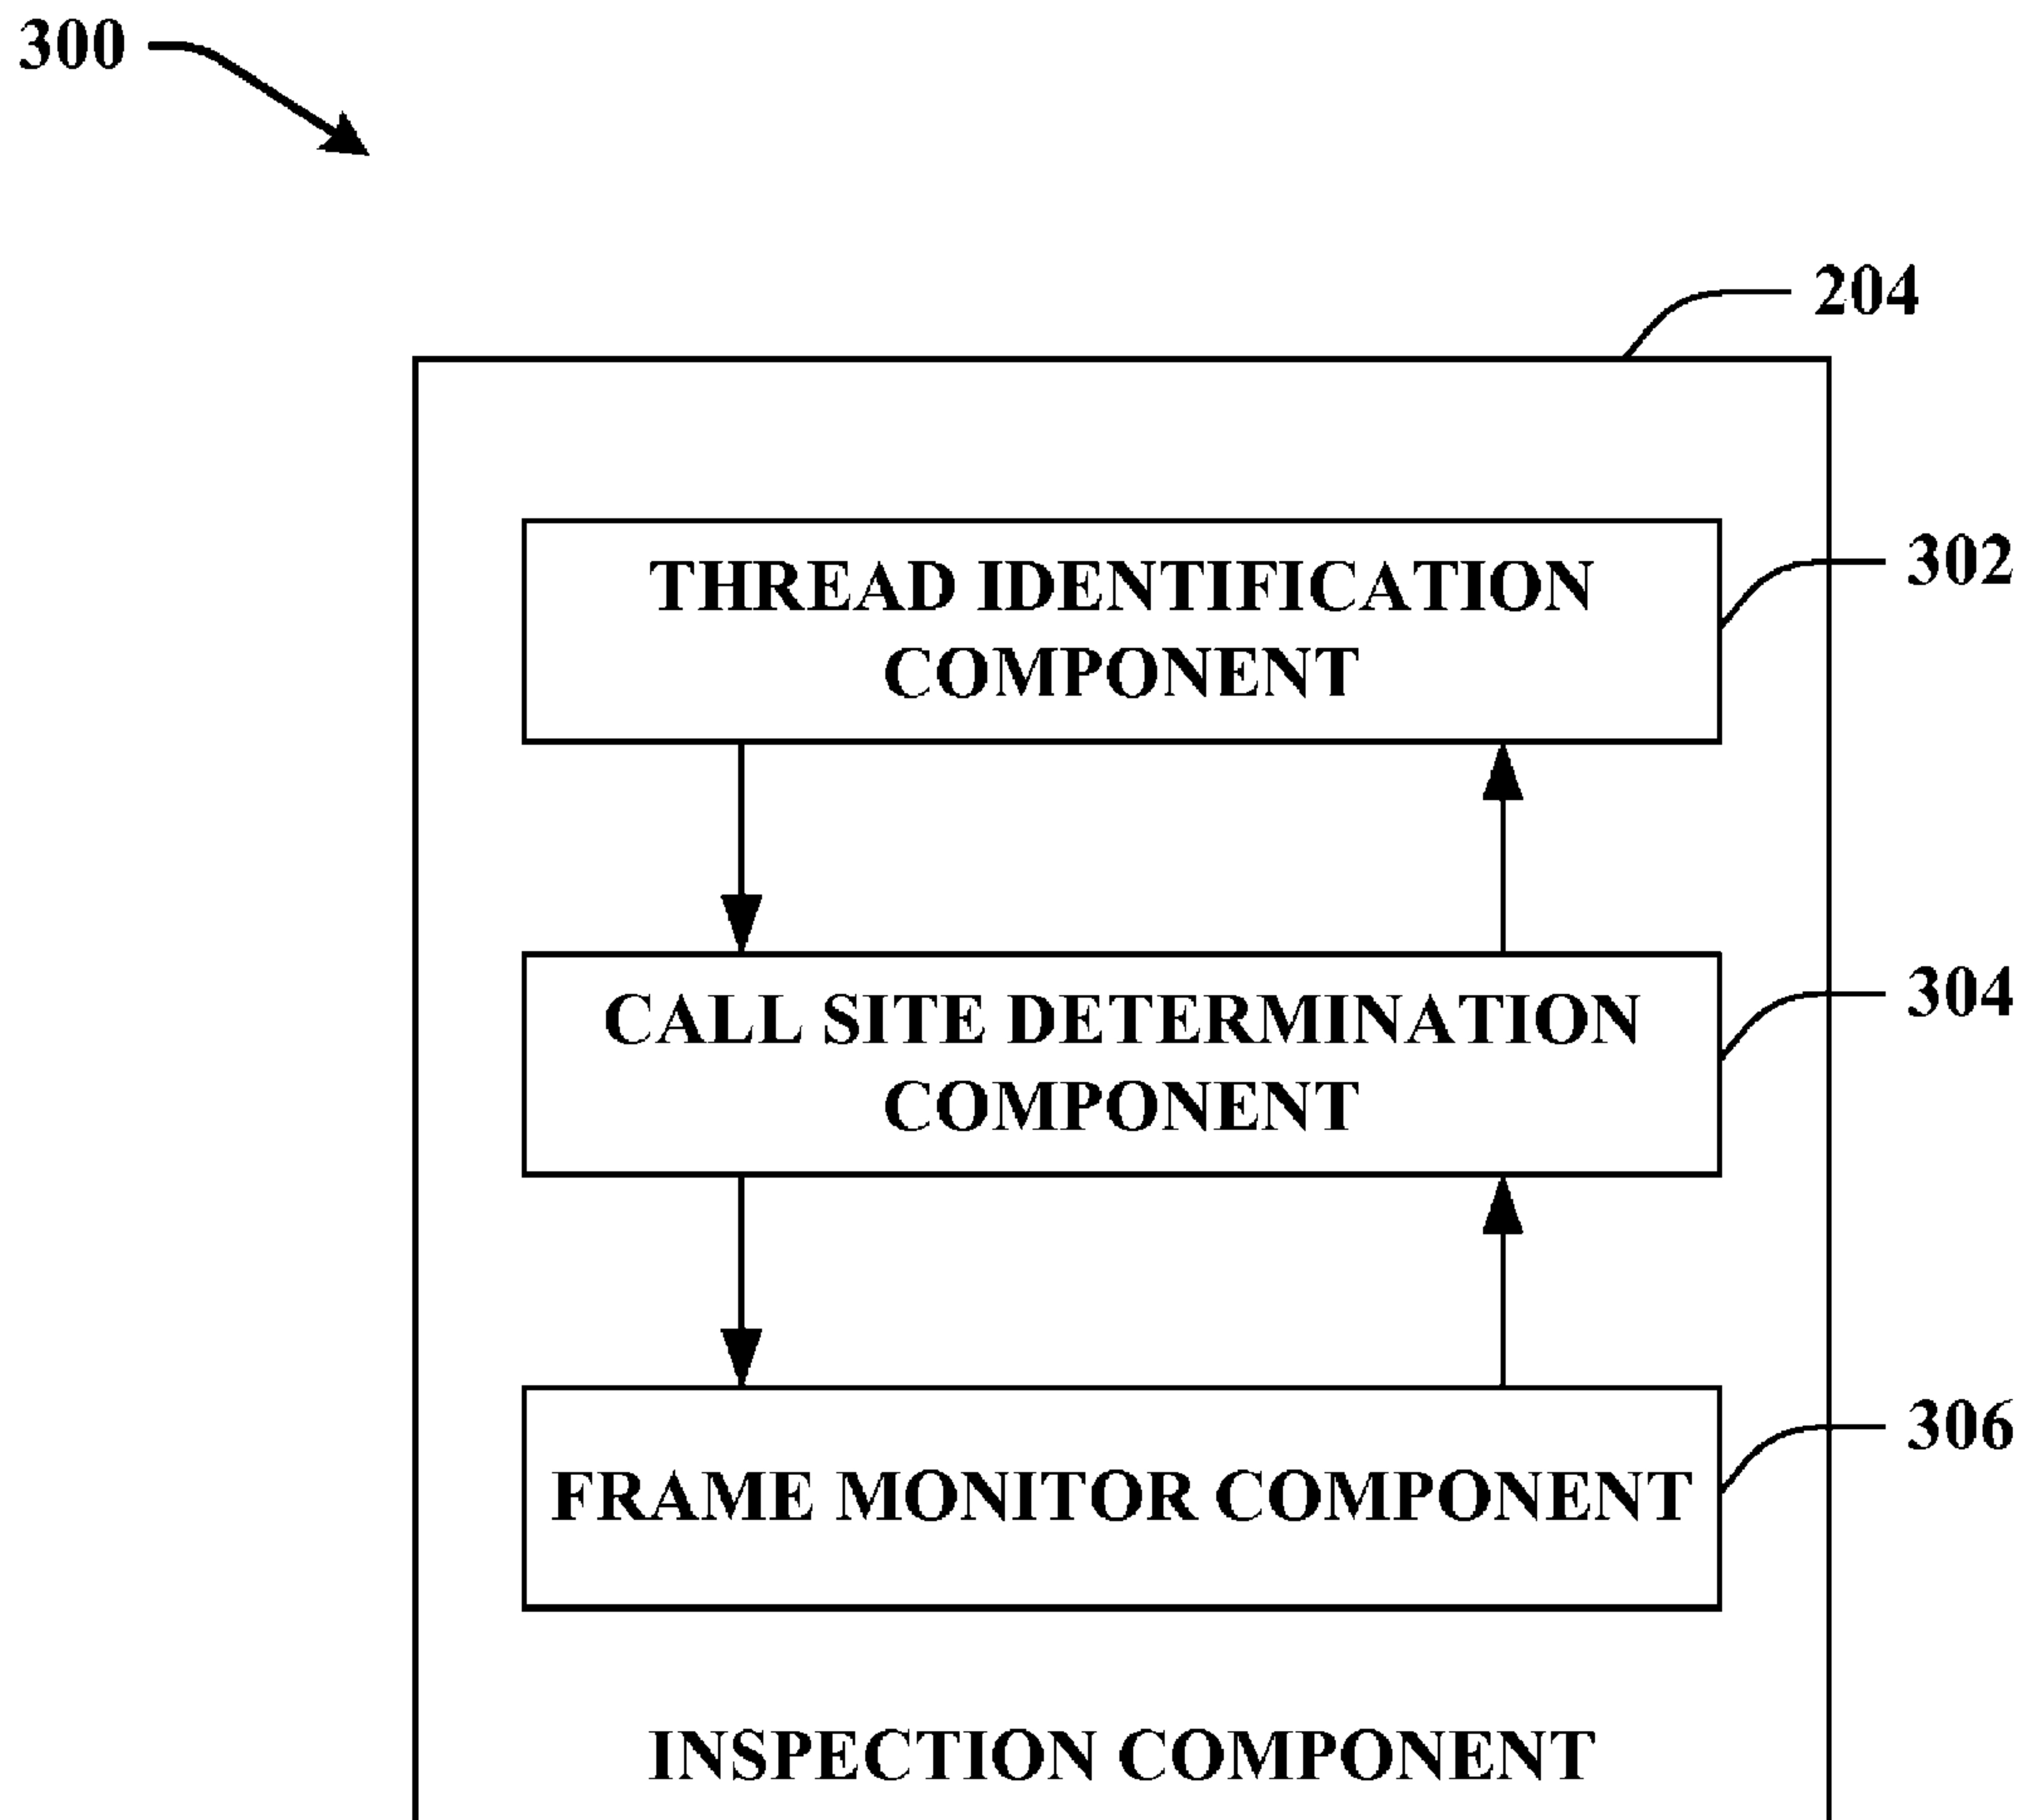 300
204
THREAD IDENTIFICATION
COMPONENT
302
CALL SITE DETERMINATION
COMPONENT
304
FRAME MONITOR COMPONENT
306
INSPECTION COMPONENT